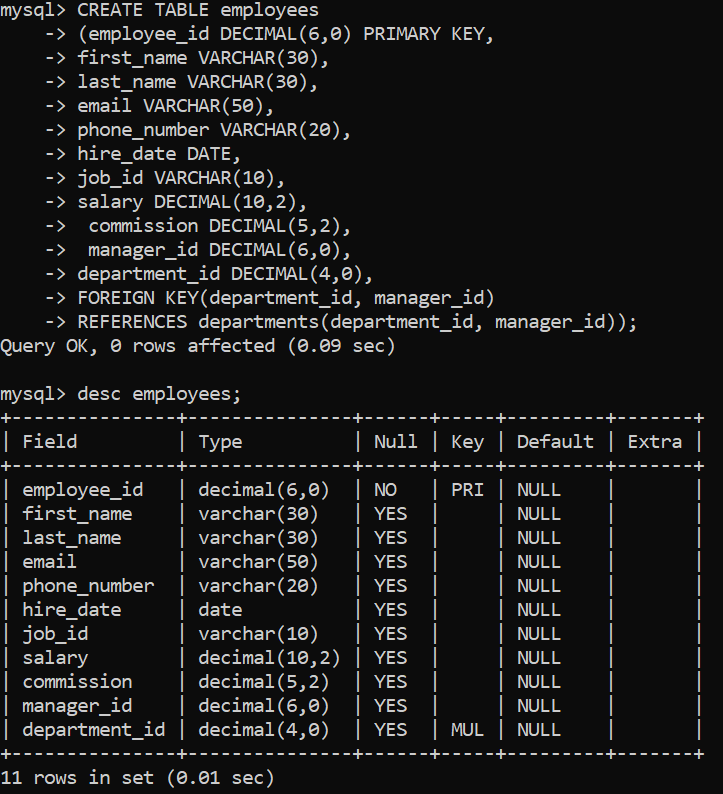 mysql> CREATE TABLE employees
    -> (employee_id DECIMAL(6,0) PRIMARY KEY,
    -> first_name VARCHAR(30),
    -> last_name VARCHAR(30),
    -> email VARCHAR(50),
    -> phone_number VARCHAR(20),
    -> hire_date DATE,
    -> job_id VARCHAR(10),
    -> salary DECIMAL(10,2),
    ->  commission DECIMAL(5,2),
    ->  manager_id DECIMAL(6,0),
    -> department_id DECIMAL(4,0),
    -> FOREIGN KEY(department_id, manager_id)
    -> REFERENCES departments(department_id, manager_id));
Query OK, 0 rows affected (0.09 sec)

mysql> desc employees;
+---------------+---------------+------+-----+---------+-------+
| Field         | Type          | Null | Key | Default | Extra |
+---------------+---------------+------+-----+---------+-------+
| employee_id   | decimal(6,0)  | NO   | PRI | NULL    |       |
| first_name    | varchar(30)   | YES  |     | NULL    |       |
| last_name     | varchar(30)   | YES  |     | NULL    |       |
| email         | varchar(50)   | YES  |     | NULL    |       |
| phone_number  | varchar(20)   | YES  |     | NULL    |       |
| hire_date     | date          | YES  |     | NULL    |       |
| job_id        | varchar(10)   | YES  |     | NULL    |       |
| salary        | decimal(10,2) | YES  |     | NULL    |       |
| commission    | decimal(5,2)  | YES  |     | NULL    |       |
| manager_id    | decimal(6,0)  | YES  |     | NULL    |       |
| department_id | decimal(4,0)  | YES  | MUL | NULL    |       |
+---------------+---------------+------+-----+---------+-------+
11 rows in set (0.01 sec)